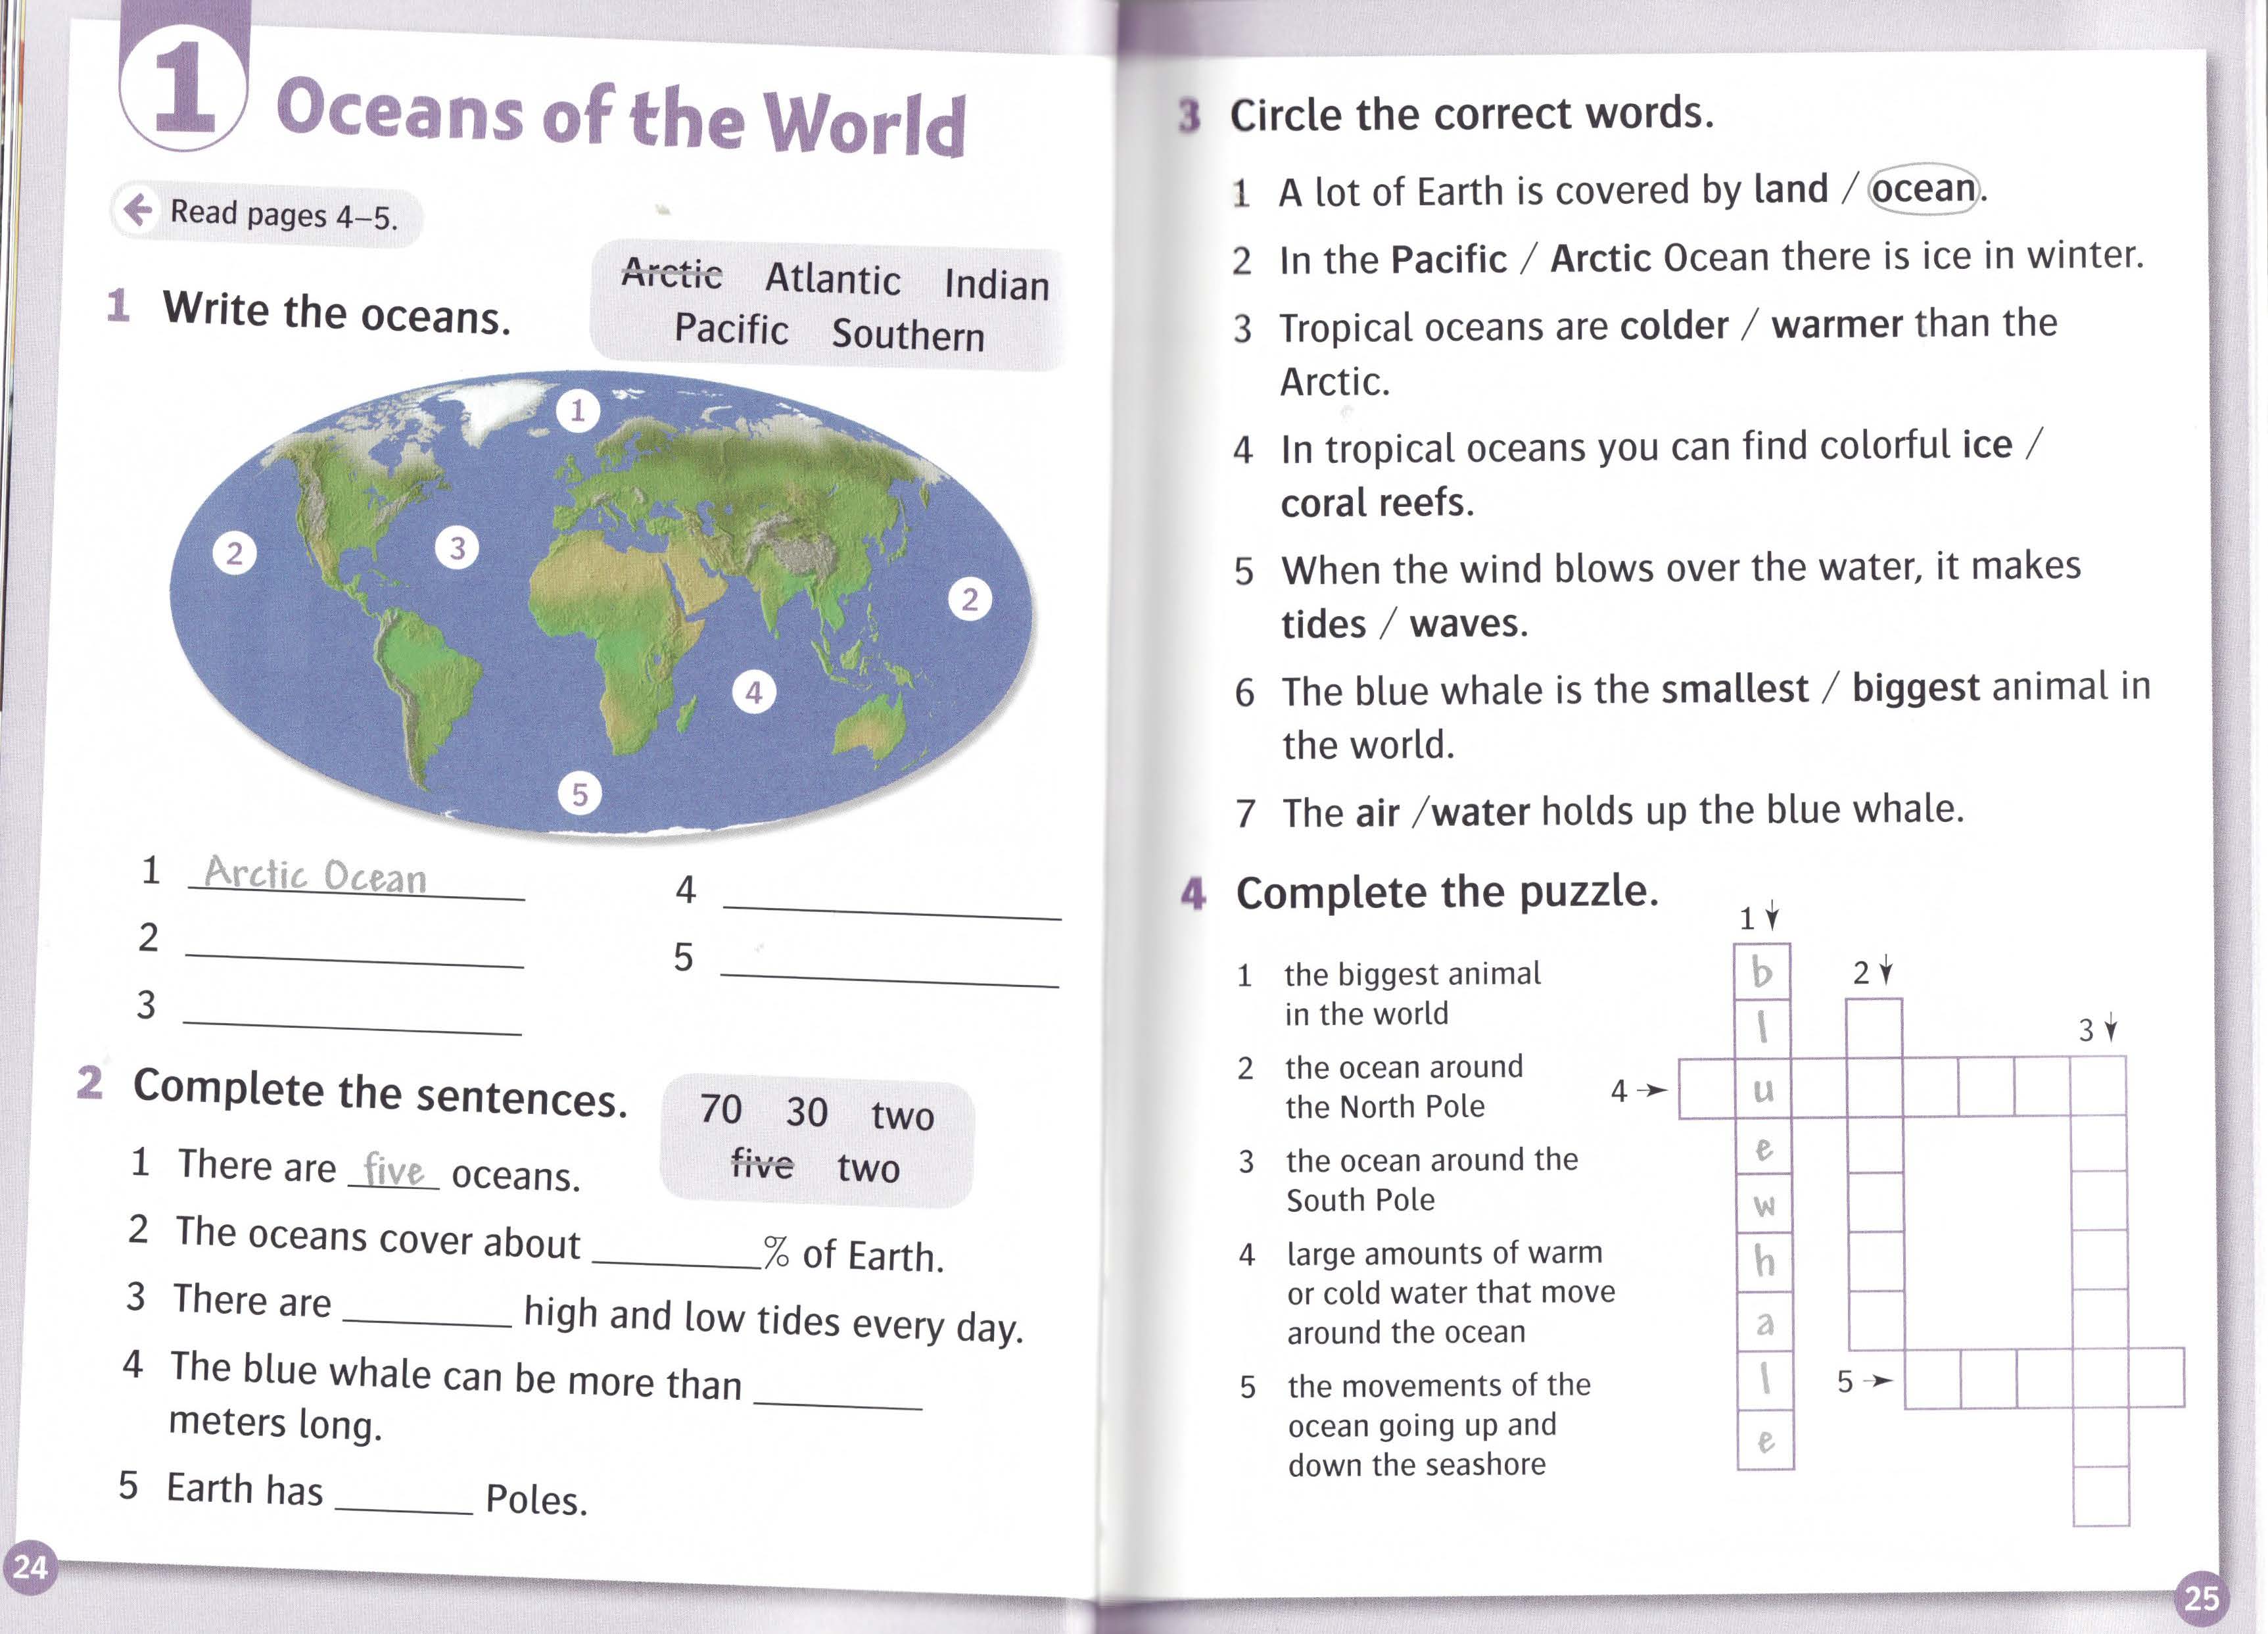 1 Oceans of the World
Read pages 4–5.
1 Write the oceans.
Arctic Atlantic Indian
Pacific Southern
1
2
3
2
4
5
1 Arctic Ocean
2
3
4
5
2 Complete the sentences.
70 30 two
five two
1 There are five oceans.
2 The oceans cover about ______% of Earth.
3 There are ______ high and low tides every day.
4 The blue whale can be more than ______
meters long.
5 Earth has ______ Poles.
24
3 Circle the correct words.
1 A lot of Earth is covered by land / ocean.
2 In the Pacific / Arctic Ocean there is ice in winter.
3 Tropical oceans are colder / warmer than the
Arctic.
4 In tropical oceans you can find colorful ice /
coral reefs.
5 When the wind blows over the water, it makes
tides / waves.
6 The blue whale is the smallest / biggest animal in
the world.
7 The air /water holds up the blue whale.
4 Complete the puzzle.
1 the biggest animal
in the world
2 the ocean around
the North Pole
3 the ocean around the
South Pole
4 large amounts of warm
or cold water that move
around the ocean
5 the movements of the
ocean going up and
down the seashore
1
2
3
4
5
b
l
u
e
w
h
a
l
e
25